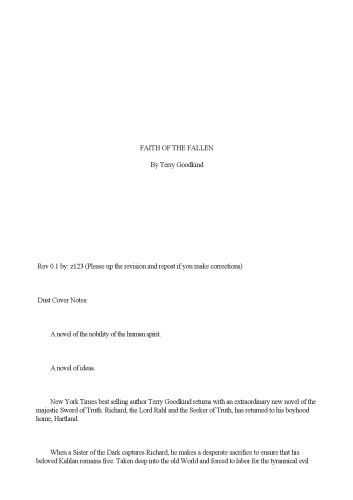 FAITH OF THE FALLEN
By Terry Goodkind
Rev 0.1 by: z123 (Please up the revision and repost if you make corrections)
Dust Cover Notes:
A novel of the nobility of the human spirit.
A novel of ideas.
New York Times best selling author Terry Goodkind returns with an extraordinary new novel of the
majestic Sword of Truth. Richard, the Lord Rahl and the Seeker of Truth, has returned to his boyhood
home, Hartland.
When a Sister of the Dark captures Richard, he makes a desperate sacrifice to ensure that his
beloved Kahlan remains free. Taken deep into the old World and forced to labor for the tyrannical evil